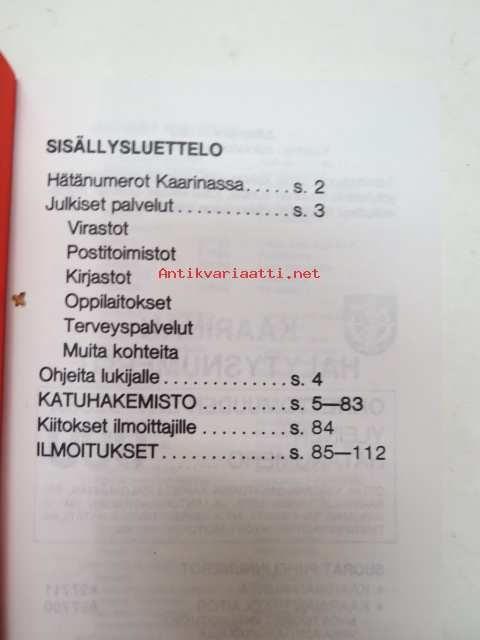 SISÄLLYSLUETTELO
Hätänumerot Kaarinassa.....s. 2
Julkiset palvelut............s. 3
Virastot
Postitoimistot
Kirjastot
Antikvariaatti.net
Oppilaitokset
Terveyspalvelut
Muita kohteita
Ohjeita lukijalle.............s. 4
KATUHAKEMISTO.........s. 5—83
Kiitokset ilmoittajille.........s. 84
ILMOITUKSET.............s. 85—112